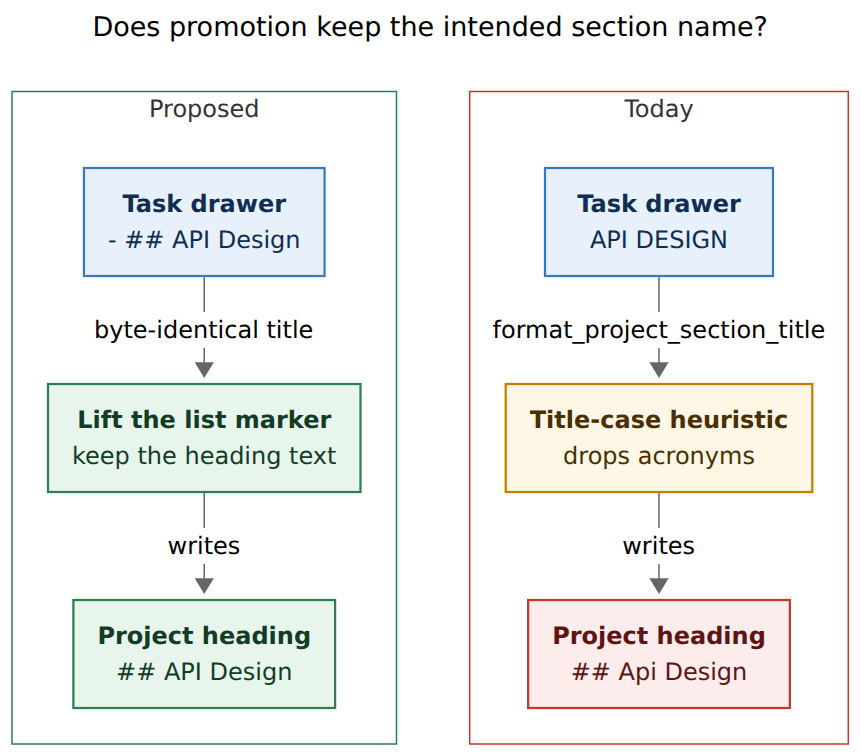 Does promotion keep the intended section name?
Proposed
Task drawer
- ## API Design
byte-identical title
Lift the list marker
keep the heading text
writes
Project heading
## API Design
Today
Task drawer
API DESIGN
format_project_section_title
Title-case heuristic
drops acronyms
writes
Project heading
## Api Design